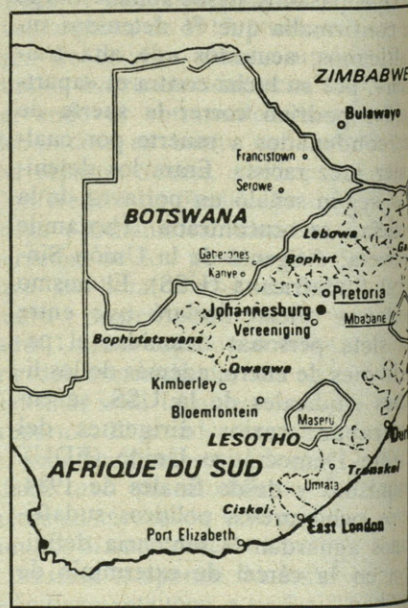 ZIMBABWE
Bulawayo
Francistown
Serowe
BOTSWANA
Lebowa
Gaberones
Bophut.
Kanye
Pretoria
Johannesburg
Mbabane
Vereeniging
Bophutatswana
Qwaqwa
Kimberley
Bloemfontein
Maseru
LESOTHO
AFRIQUE DU SUD
Transkei
Umtata
Ciskei
East London
Port Elizabeth